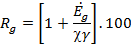 R_g = [1 + Ė_g / χγ] . 100